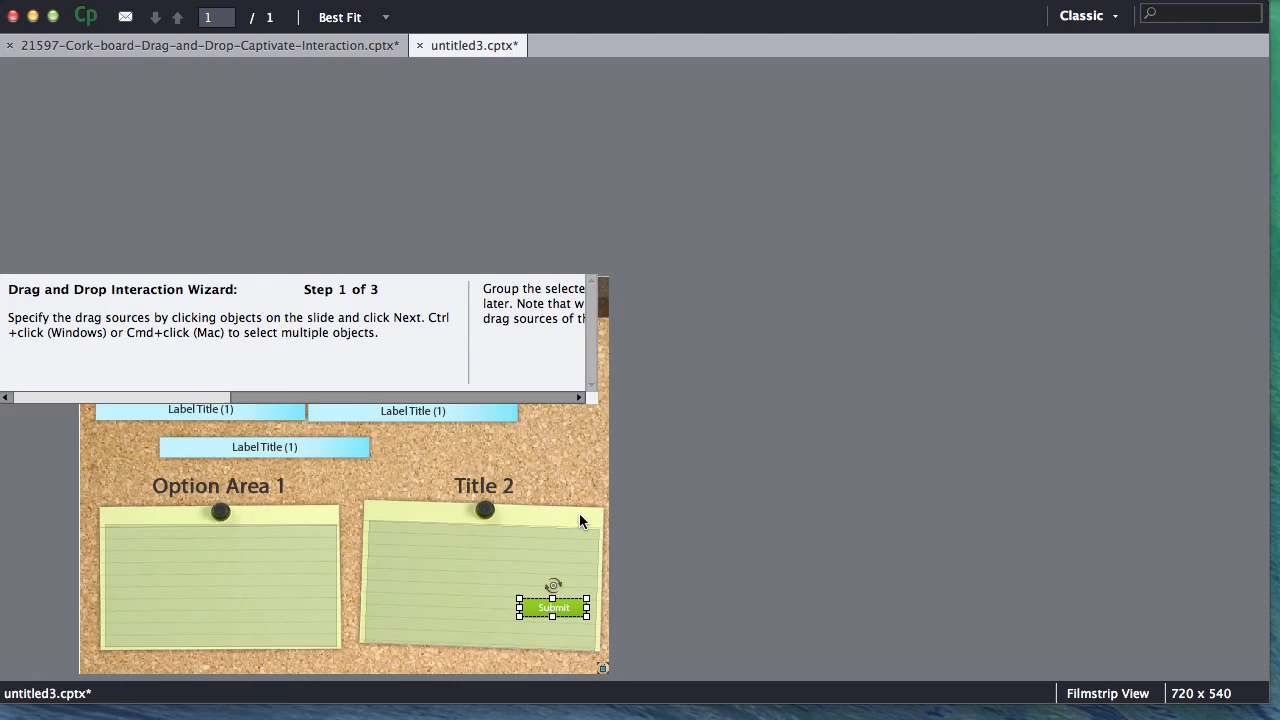 Cp
1 / 1
Best Fit
Classic
21597-Cork-board-Drag-and-Drop-Captivate-Interaction.cptx*
untitled3.cptx*
Drag and Drop Interaction Wizard: Step 1 of 3
Specify the drag sources by clicking objects on the slide and click Next. Ctrl
+click (Windows) or Cmd+click (Mac) to select multiple objects.
Group the selecte
later. Note that w
drag sources of th
Label Title (1)
Label Title (1)
Label Title (1)
Option Area 1
Title 2
Submit
untitled3.cptx*
Filmstrip View
720 x 540